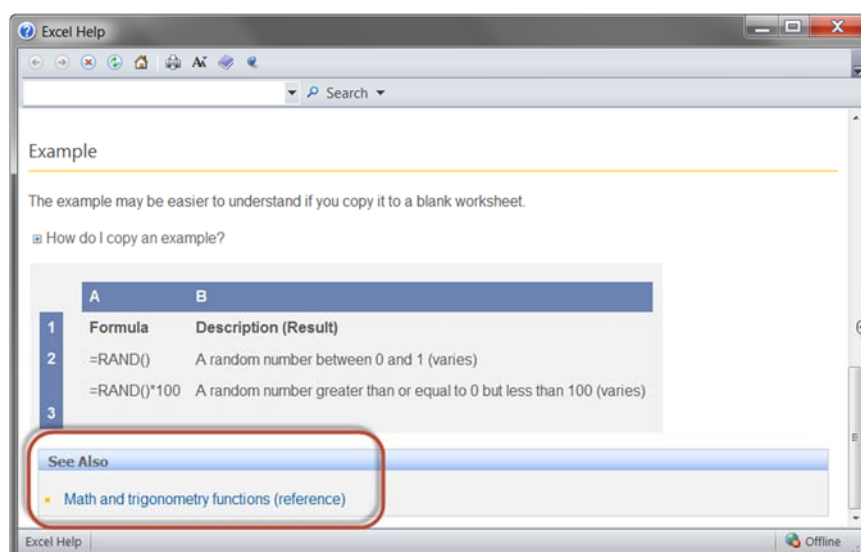 Excel Help
Search
Example
The example may be easier to understand if you copy it to a blank worksheet.
How do I copy an example?
A B
1 Formula Description (Result)
2 =RAND() A random number between 0 and 1 (varies)
=RAND()*100 A random number greater than or equal to 0 but less than 100 (varies)
3
See Also
Math and trigonometry functions (reference)
Excel Help Offline